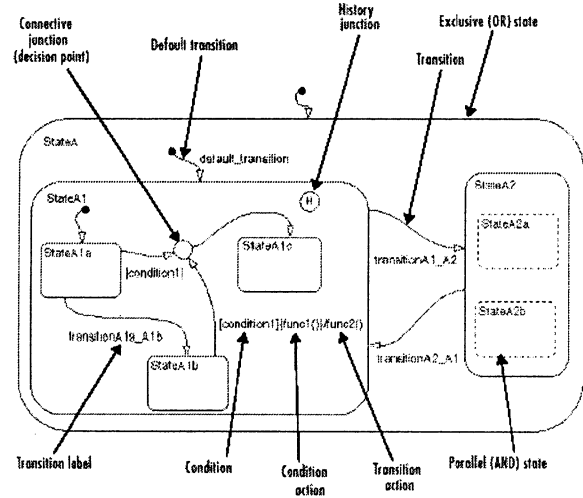 Connective
junction
(decision point)
Default transition
History
junction
Exclusive (OR) state
Transition
StateA
default_transition
StateA1
H
StateA2
StateA2a
StateA1a
StateA1c
[condition1]
transitionA1_A2
StateA2b
transitionA1a_A1b
[condition1]{func1()}/func2()
transitionA2_A1
StateA1b
Transition label
Condition
Condition
action
Transition
action
Parallel (AND) state